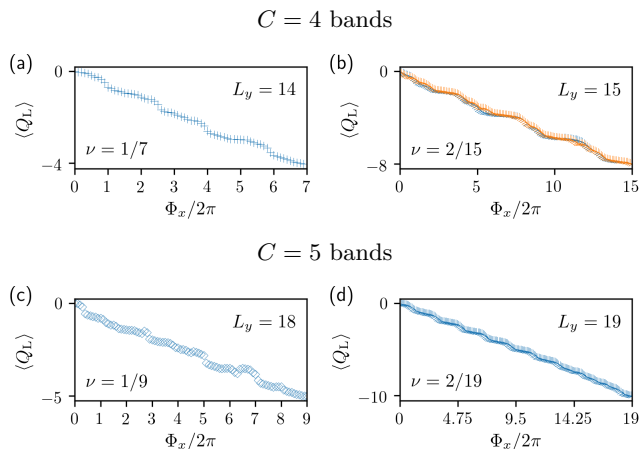 C = 4 bands
(a)
0
−4
⟨Q_L⟩
L_y = 14
ν = 1/7
0 1 2 3 4 5 6 7
Φ_x/2π
(b)
0
−8
⟨Q_L⟩
L_y = 15
ν = 2/15
0 5 10 15
Φ_x/2π
C = 5 bands
(c)
0
−5
⟨Q_L⟩
L_y = 18
ν = 1/9
0 1 2 3 4 5 6 7 8 9
Φ_x/2π
(d)
0
−10
⟨Q_L⟩
L_y = 19
ν = 2/19
0 4.75 9.5 14.25 19
Φ_x/2π